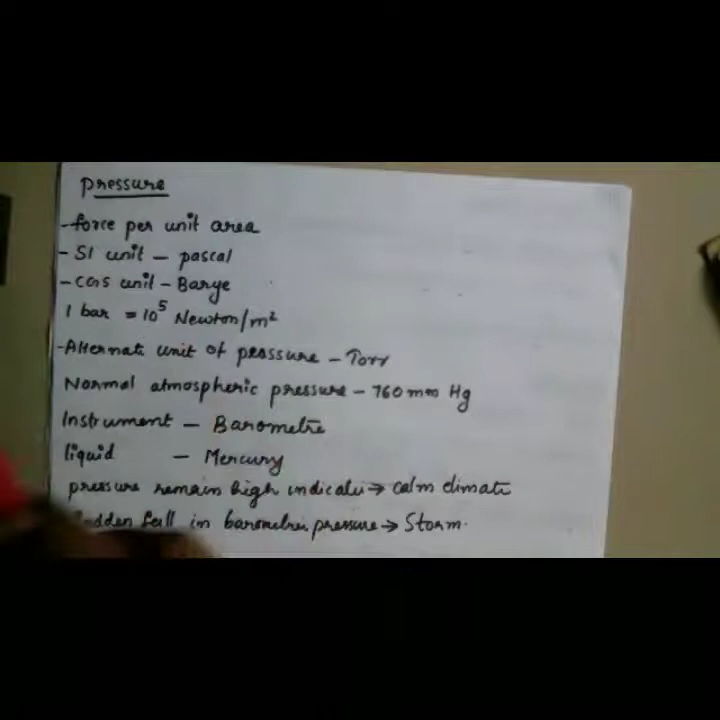 Pressure
- force per unit area
- SI unit - pascal
- CGS unit - Barye
1 bar = 10⁵ Newton/m²
- Alternate unit of pressure - Torr
Normal atmospheric pressure - 760 mm Hg
Instrument - Barometre
liquid - Mercury
pressure remain high indicates → calm climate
Sudden fall in barometric pressure → Storm.